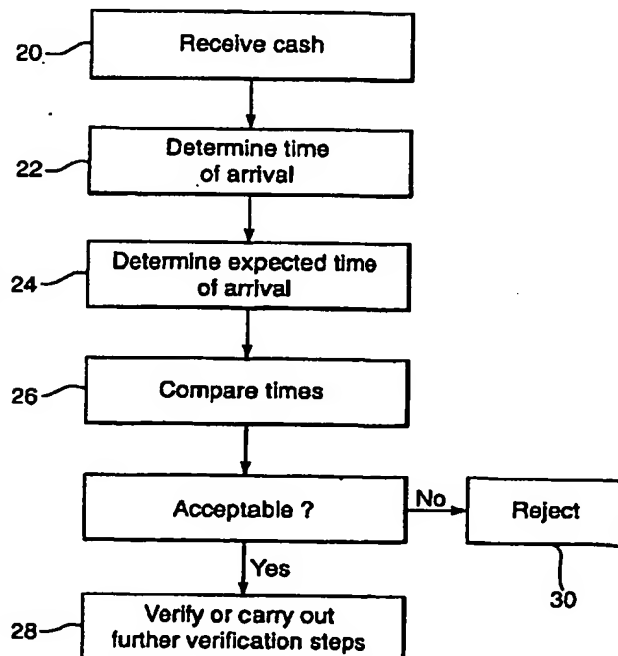 20
Receive cash
22
Determine time
of arrival
24
Determine expected time
of arrival
26
Compare times
Acceptable ?
No
Reject
30
Yes
28
Verify or carry out
further verification steps